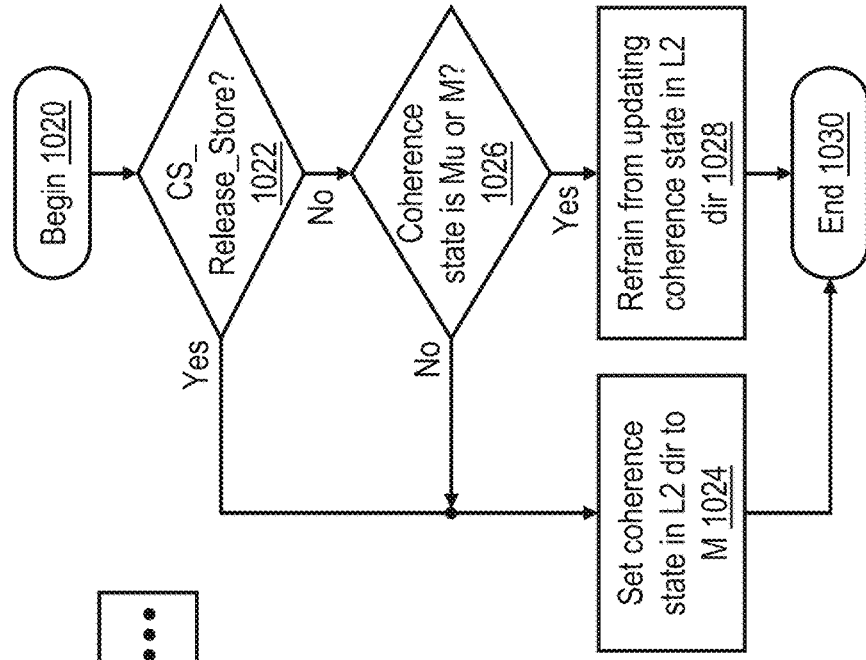 Begin 1020
CS_
Release_Store?
1022
Yes
No
Coherence
state is Mu or M?
1026
No
Yes
Set coherence
state in L2 dir to
M 1024
Refrain from updating
coherence state in L2
dir 1028
End 1030